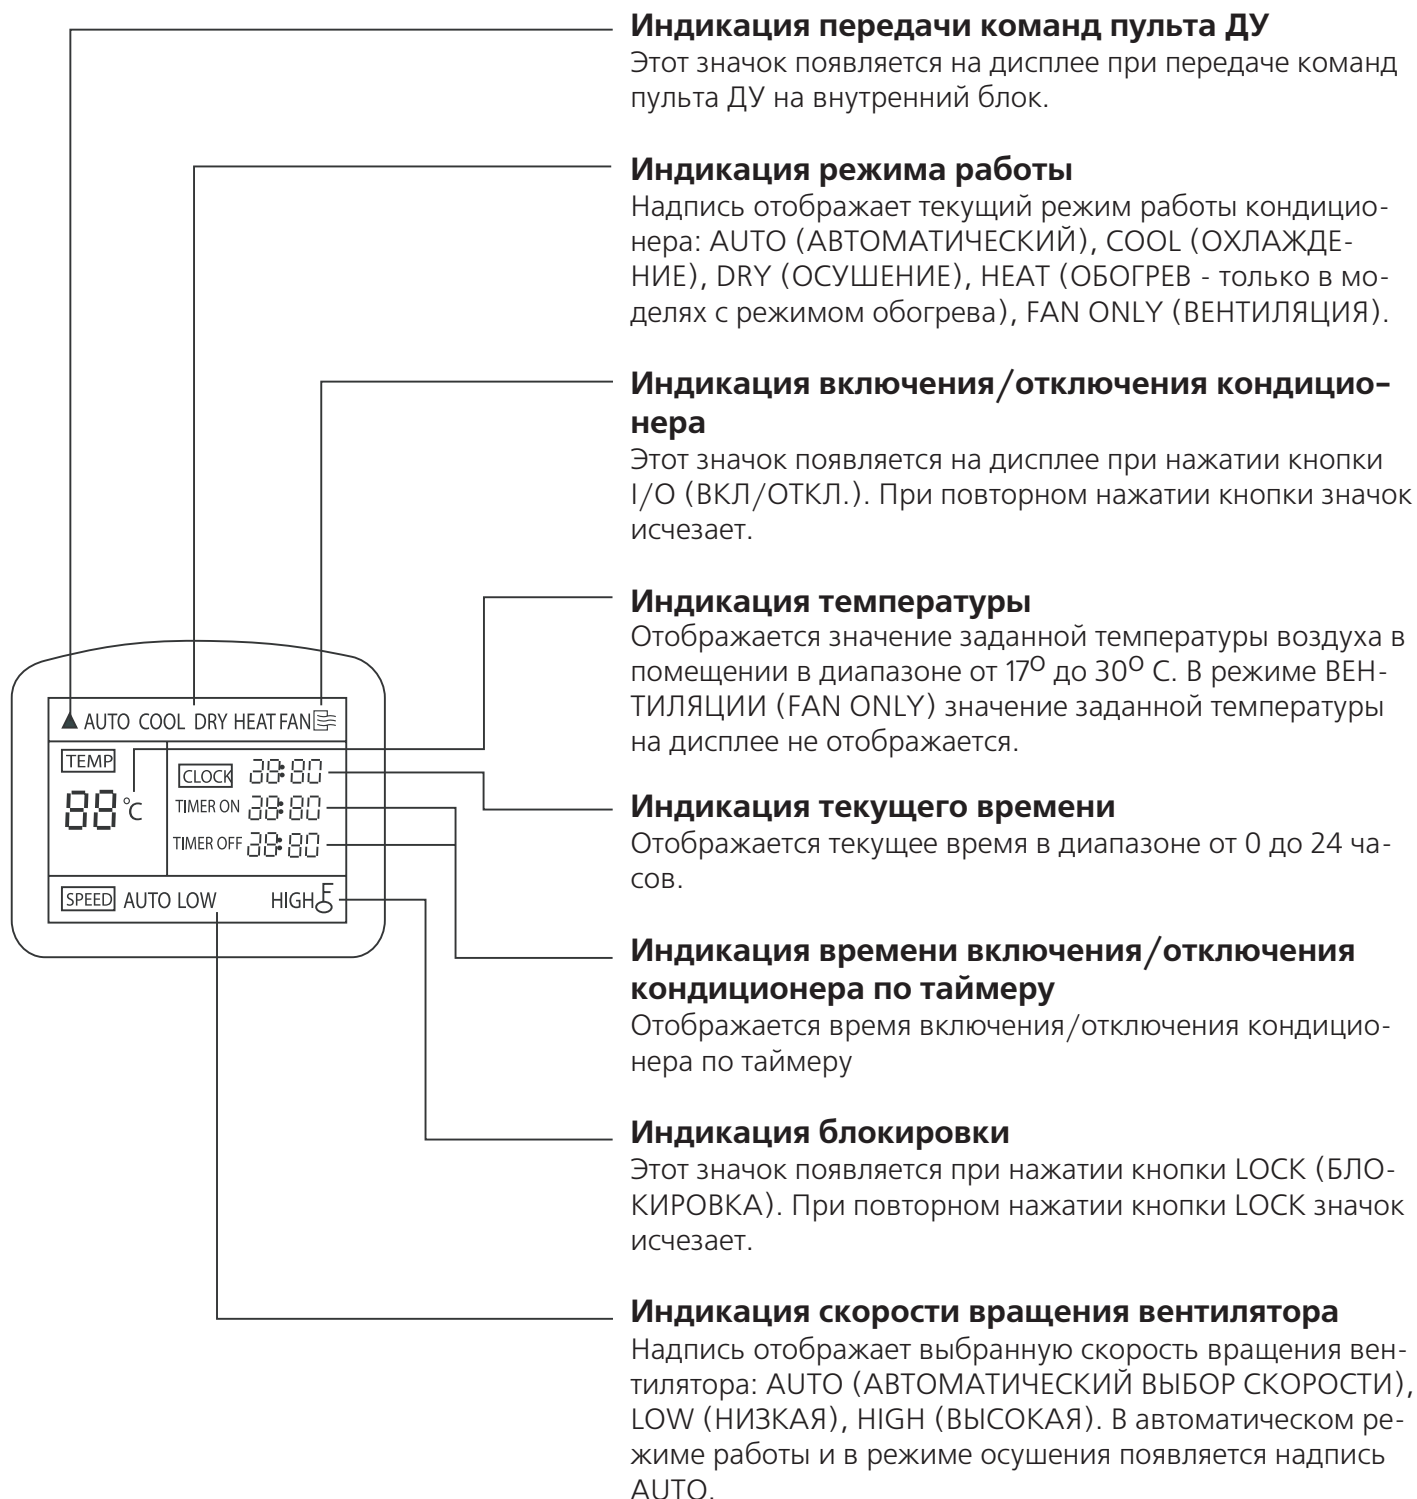 Индикация передачи команд пульта ДУ
Этот значок появляется на дисплее при передаче команд
пульта ДУ на внутренний блок.
Индикация режима работы
Надпись отображает текущий режим работы кондицио-
нера: AUTO (АВТОМАТИЧЕСКИЙ), COOL (ОХЛАЖДЕ-
НИЕ), DRY (ОСУШЕНИЕ), HEAT (ОБОГРЕВ - только в мо-
делях с режимом обогрева), FAN ONLY (ВЕНТИЛЯЦИЯ).
Индикация включения/отключения кондицио-
нера
Этот значок появляется на дисплее при нажатии кнопки
I/O (ВКЛ/ОТКЛ.). При повторном нажатии кнопки значок
исчезает.
Индикация температуры
Отображается значение заданной температуры воздуха в
помещении в диапазоне от 17º до 30º С. В режиме ВЕН-
ТИЛЯЦИИ (FAN ONLY) значение заданной температуры
на дисплее не отображается.
Индикация текущего времени
Отображается текущее время в диапазоне от 0 до 24 ча-
сов.
Индикация времени включения/отключения
кондиционера по таймеру
Отображается время включения/отключения кондицио-
нера по таймеру
Индикация блокировки
Этот значок появляется при нажатии кнопки LOCK (БЛО-
КИРОВКА). При повторном нажатии кнопки LOCK значок
исчезает.
Индикация скорости вращения вентилятора
Надпись отображает выбранную скорость вращения вен-
тилятора: AUTO (АВТОМАТИЧЕСКИЙ ВЫБОР СКОРОСТИ),
LOW (НИЗКАЯ), HIGH (ВЫСОКАЯ). В автоматическом ре-
жиме работы и в режиме осушения появляется надпись
AUTO.
AUTO COOL DRY HEAT FAN
TEMP
88 °C
CLOCK 28:80
TIMER ON 28:80
TIMER OFF 28:80
SPEED AUTO LOW HIGH